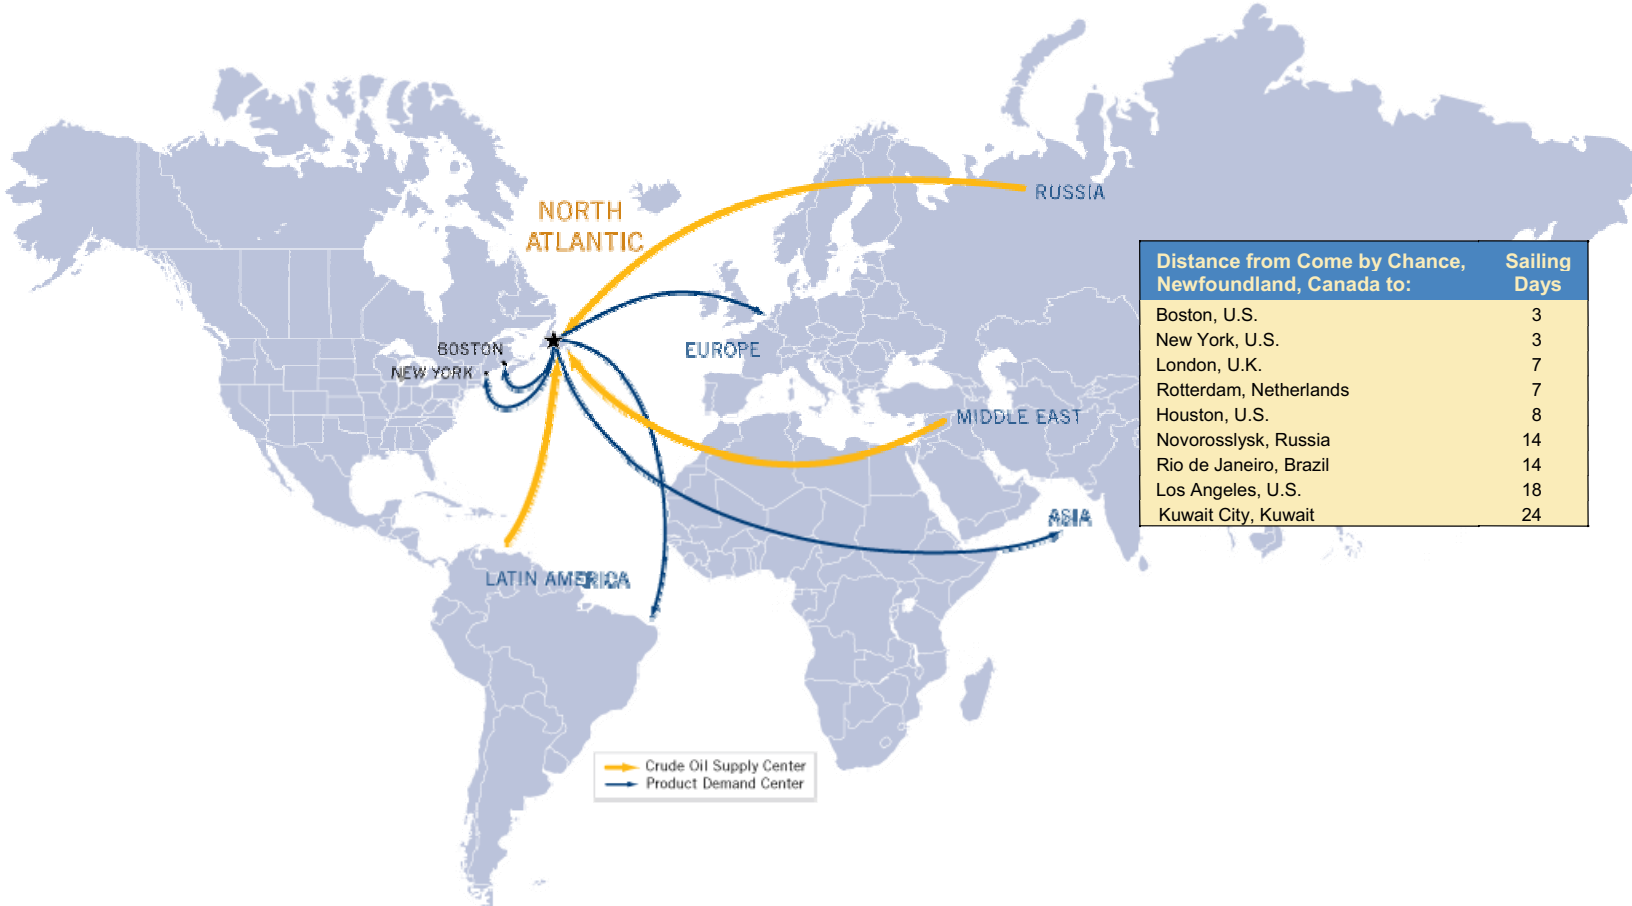 NORTH
ATLANTIC
RUSSIA
Distance from Come by Chance, Sailing
Newfoundland, Canada to: Days
Boston, U.S. 3
New York, U.S. 3
London, U.K. 7
Rotterdam, Netherlands 7
Houston, U.S. 8
Novorosslysk, Russia 14
Rio de Janeiro, Brazil 14
Los Angeles, U.S. 18
Kuwait City, Kuwait 24
BOSTON
NEW YORK
EUROPE
MIDDLE EAST
ASIA
LATIN AMERICA
Crude Oil Supply Center
Product Demand Center